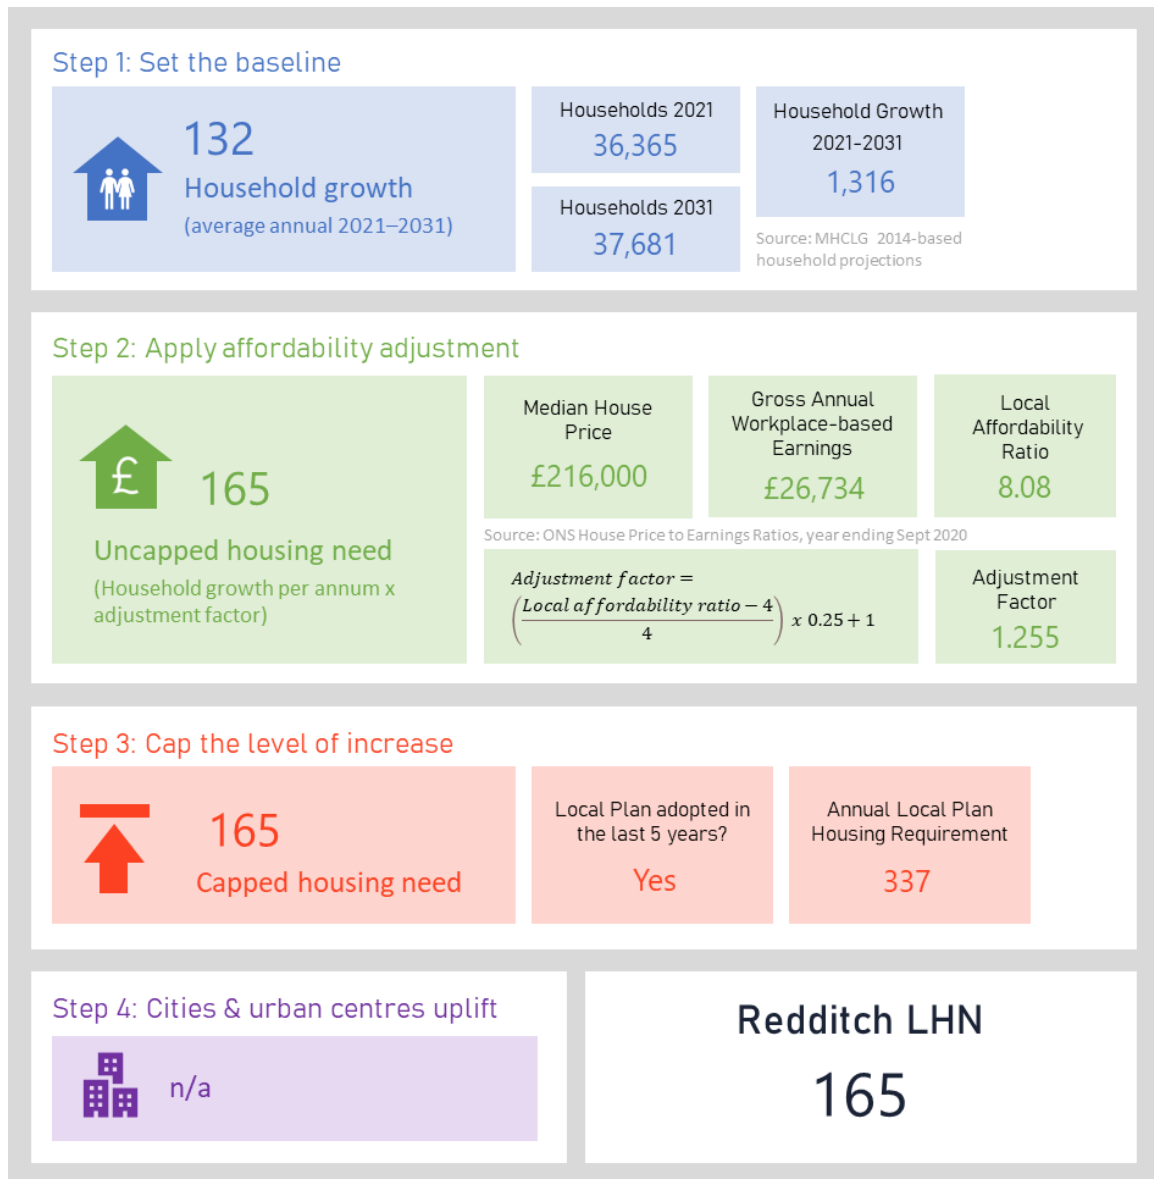 Step 1: Set the baseline
132
Household growth
(average annual 2021–2031)
Households 2021
36,365
Households 2031
37,681
Household Growth
2021-2031
1,316
Source: MHCLG 2014-based
household projections
Step 2: Apply affordability adjustment
£
165
Uncapped housing need
(Household growth per annum x
adjustment factor)
Median House
Price
£216,000
Gross Annual
Workplace-based
Earnings
£26,734
Local
Affordability
Ratio
8.08
Source: ONS House Price to Earnings Ratios, year ending Sept 2020
Adjustment factor =
(Local affordability ratio − 4
4) x 0.25 + 1
Adjustment
Factor
1.255
Step 3: Cap the level of increase
165
Capped housing need
Local Plan adopted in
the last 5 years?
Yes
Annual Local Plan
Housing Requirement
337
Step 4: Cities & urban centres uplift
n/a
Redditch LHN
165